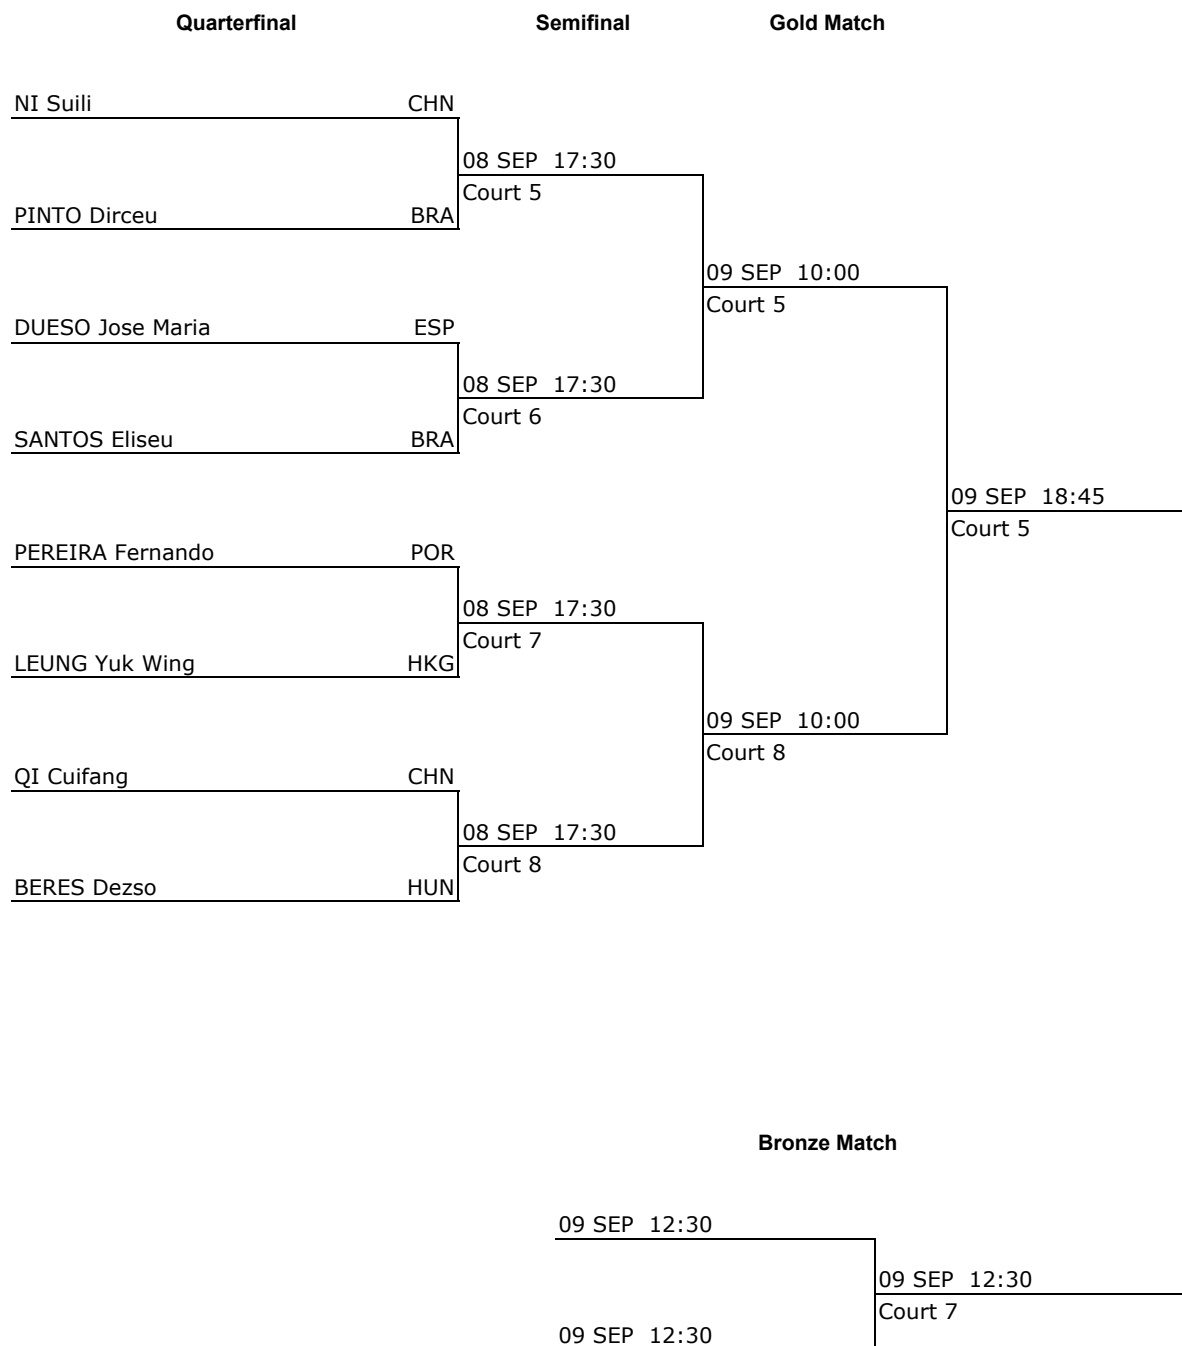 Quarterfinal Semifinal Gold Match
NI Suili CHN
08 SEP 17:30
Court 5
PINTO Dirceu BRA
09 SEP 10:00
Court 5
DUESO Jose Maria ESP
08 SEP 17:30
Court 6
SANTOS Eliseu BRA
09 SEP 18:45
Court 5
PEREIRA Fernando POR
08 SEP 17:30
Court 7
LEUNG Yuk Wing HKG
09 SEP 10:00
Court 8
QI Cuifang CHN
08 SEP 17:30
Court 8
BERES Dezso HUN
Bronze Match
09 SEP 12:30
09 SEP 12:30
Court 7
09 SEP 12:30